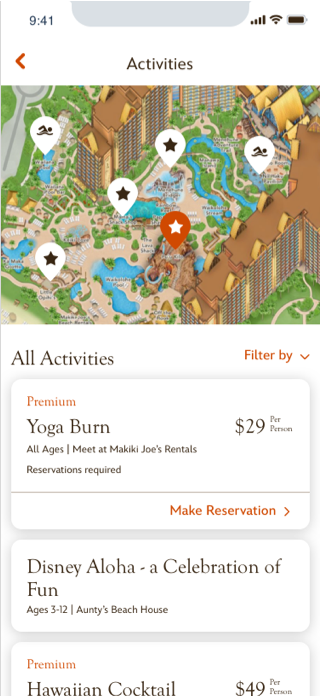 9:41
Activities
All Activities
Filter by
Premium
Yoga Burn
$29 Per Person
All Ages | Meet at Makiki Joe's Rentals
Reservations required
Make Reservation
Disney Aloha - a Celebration of
Fun
Ages 3-12 | Aunty's Beach House
Premium
Hawaiian Cocktail
$49 Per Person